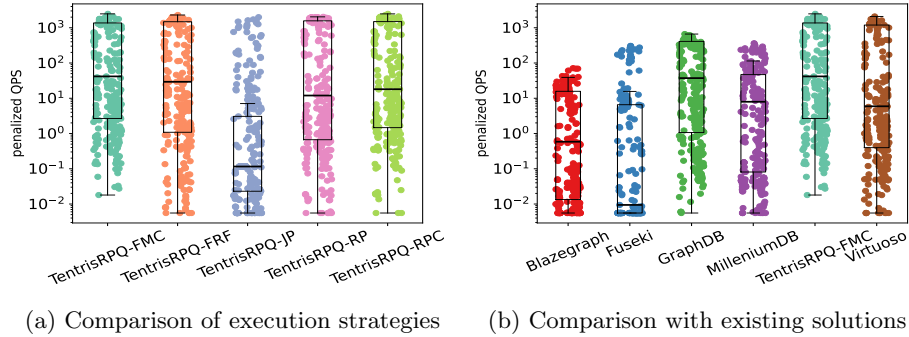 penalized QPS
10³
10²
10¹
10⁰
10⁻¹
10⁻²
TentrisRPQ-FMC
TentrisRPQ-FRF
TentrisRPQ-JP
TentrisRPQ-RP
TentrisRPQ-RPC
(a) Comparison of execution strategies
penalized QPS
10³
10²
10¹
10⁰
10⁻¹
10⁻²
Blazegraph
Fuseki
GraphDB
MilleniumDB
TentrisRPQ-FMC
Virtuoso
(b) Comparison with existing solutions